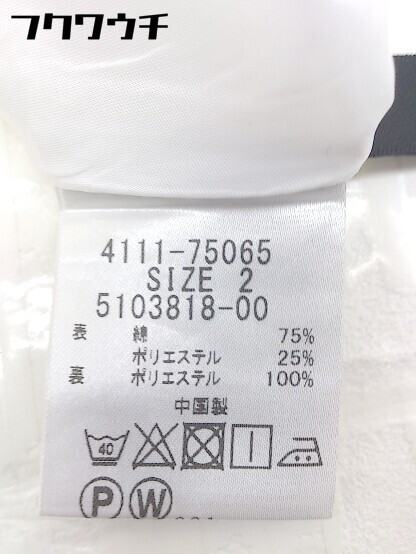 フクワウチ
4111-75065
SIZE 2
5103818-00
表 綿 75%
ポリエステル 25%
裏 ポリエステル 100%
中国製
40
P W